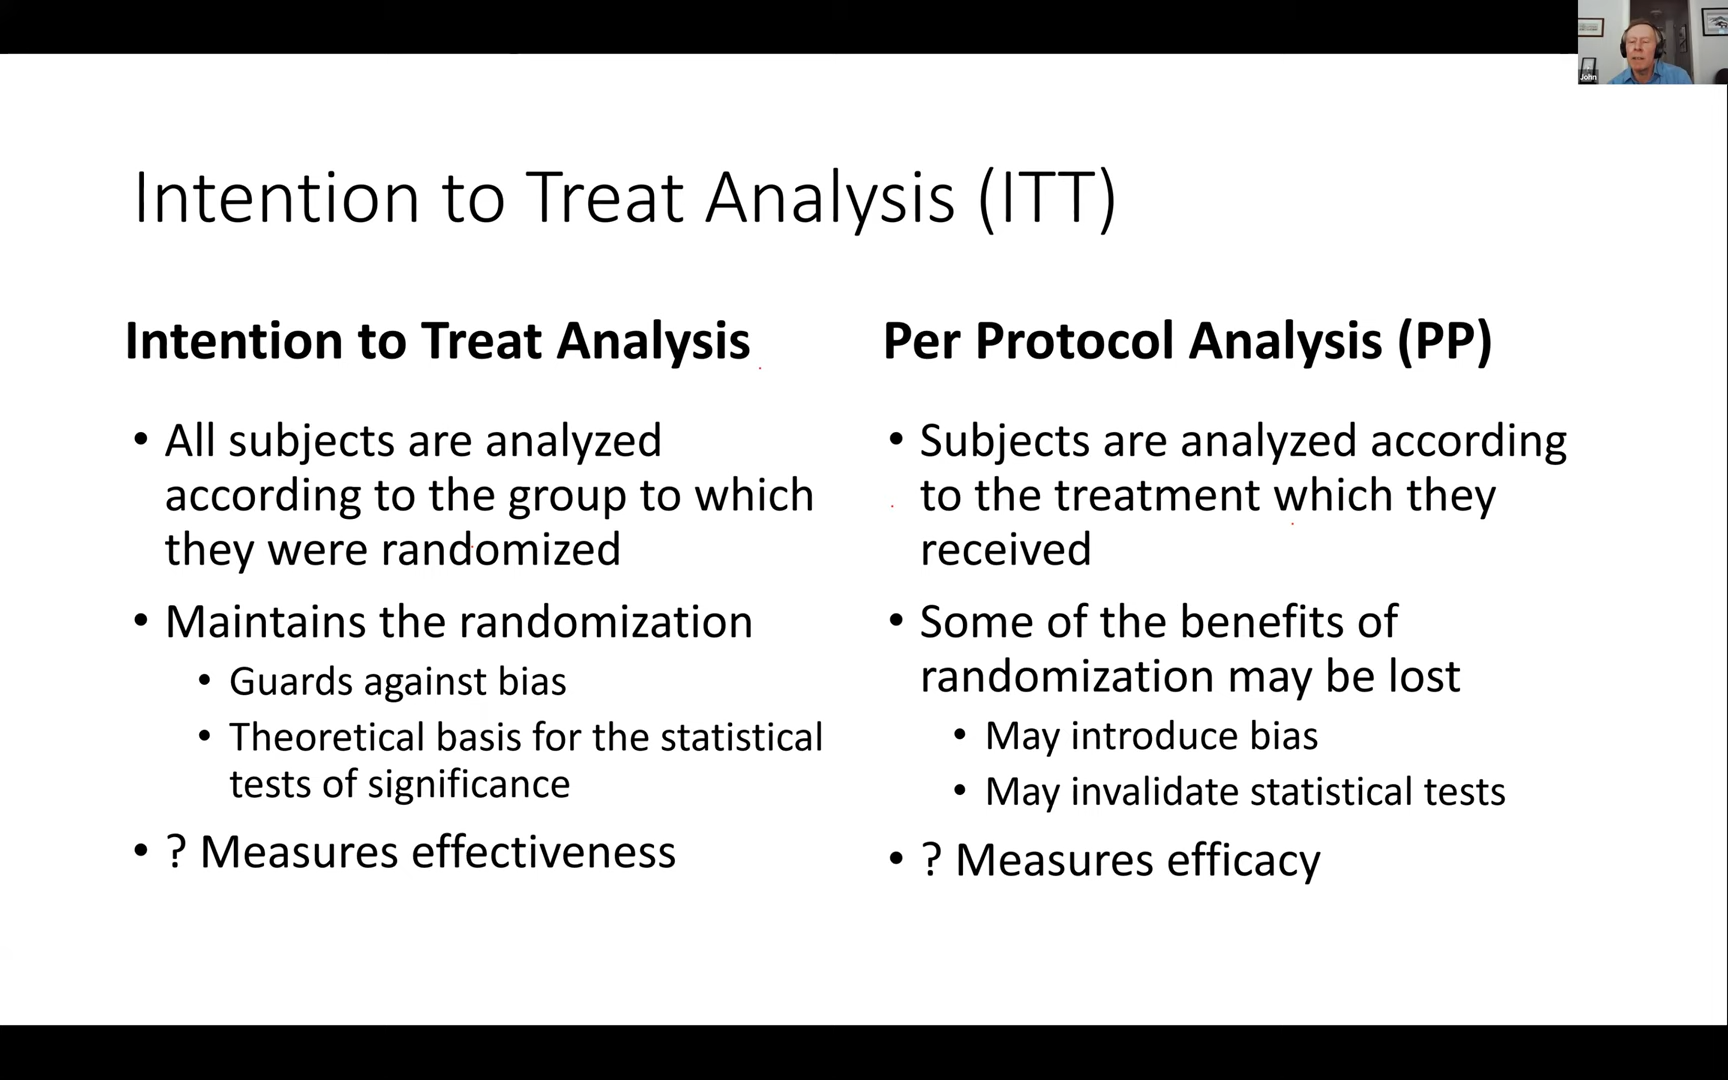 John
Intention to Treat Analysis (ITT)
Intention to Treat Analysis
• All subjects are analyzed
according to the group to which
they were randomized
• Maintains the randomization
• Guards against bias
• Theoretical basis for the statistical
tests of significance
• ? Measures effectiveness
Per Protocol Analysis (PP)
• Subjects are analyzed according
to the treatment which they
received
• Some of the benefits of
randomization may be lost
• May introduce bias
• May invalidate statistical tests
• ? Measures efficacy